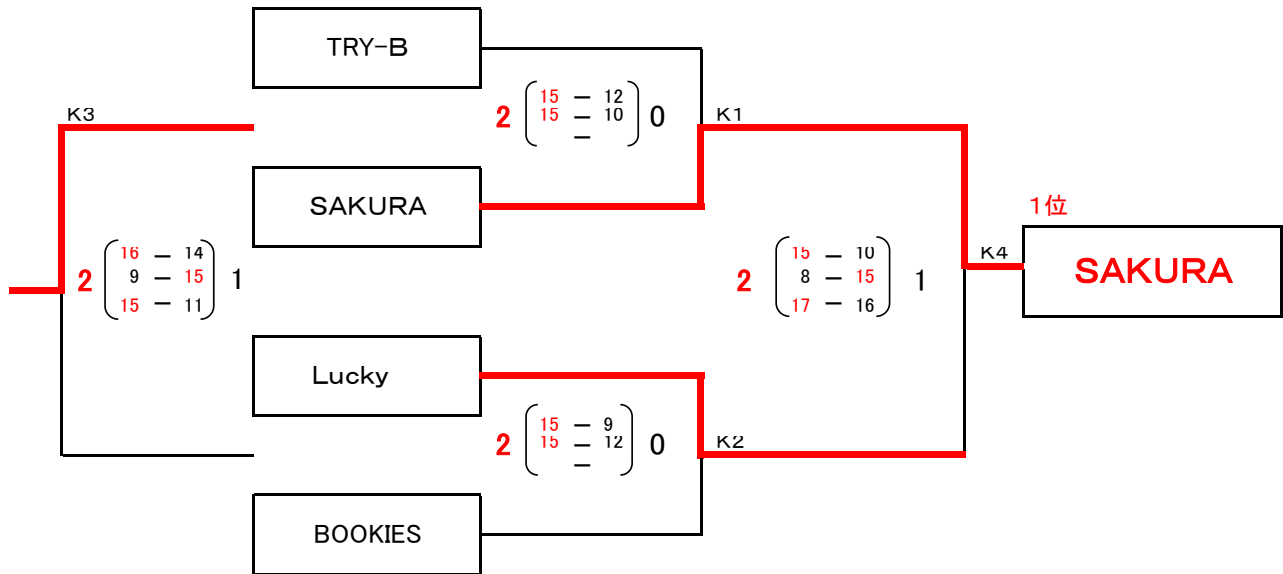 TRY-B
K3
2 15 - 12 0
15 - 10
-
K1
SAKURA
1位
2 16 - 14 1
9 - 15
15 - 11
2 15 - 10 1
8 - 15
17 - 16
K4
SAKURA
Lucky
2 15 - 9 0
15 - 12
-
K2
BOOKIES